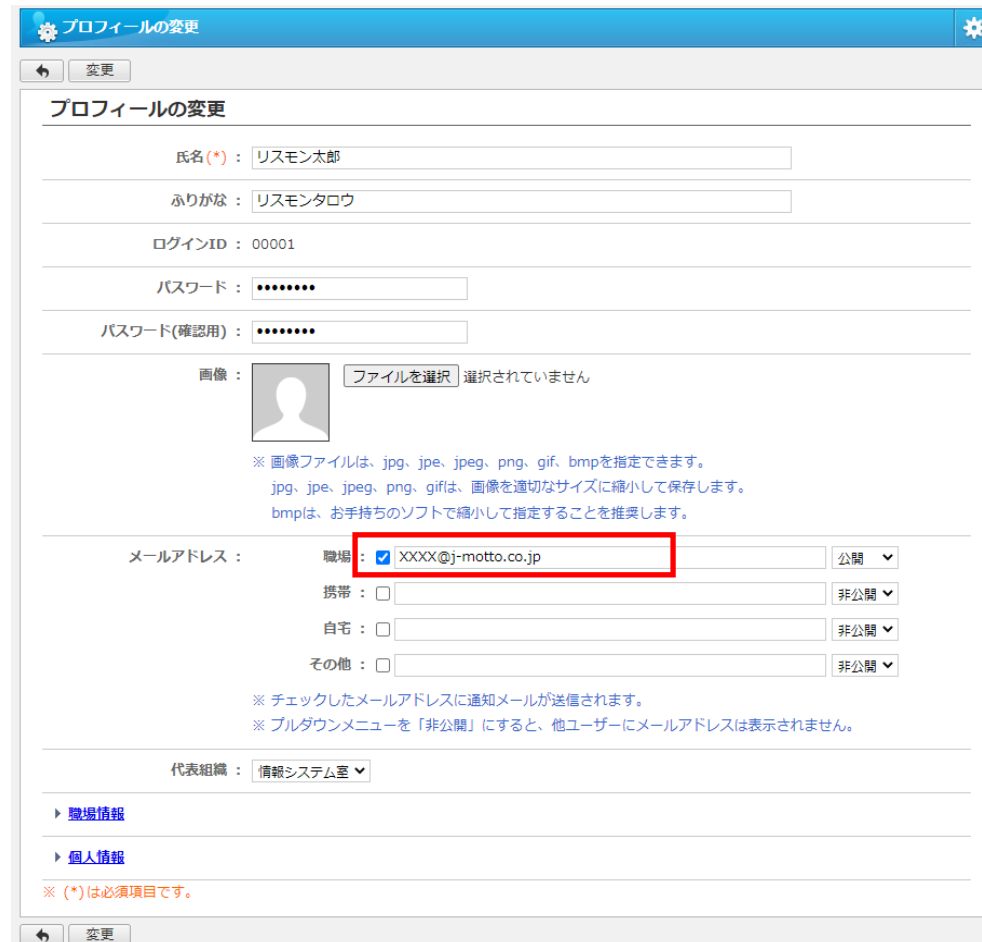 プロフィールの変更
変更
プロフィールの変更
氏名(*) : リスモン太郎
ふりがな : リスモンタロウ
ログインID : 00001
パスワード : ••••••••
パスワード(確認用) : ••••••••
画像 : ファイルを選択 選択されていません
※ 画像ファイルは、jpg、jpe、jpeg、png、gif、bmpを指定できます。
jpg、jpe、jpeg、png、gifは、画像を適切なサイズに縮小して保存します。
bmpは、お手持ちのソフトで縮小して指定することを推奨します。
メールアドレス : 職場 : XXXX@j-motto.co.jp 公開
携帯 : 非公開
自宅 : 非公開
その他 : 非公開
※ チェックしたメールアドレスに通知メールが送信されます。
※ プルダウンメニューを「非公開」にすると、他ユーザーにメールアドレスは表示されません。
代表組織 : 情報システム室
職場情報
個人情報
※ (*)は必須項目です。
変更